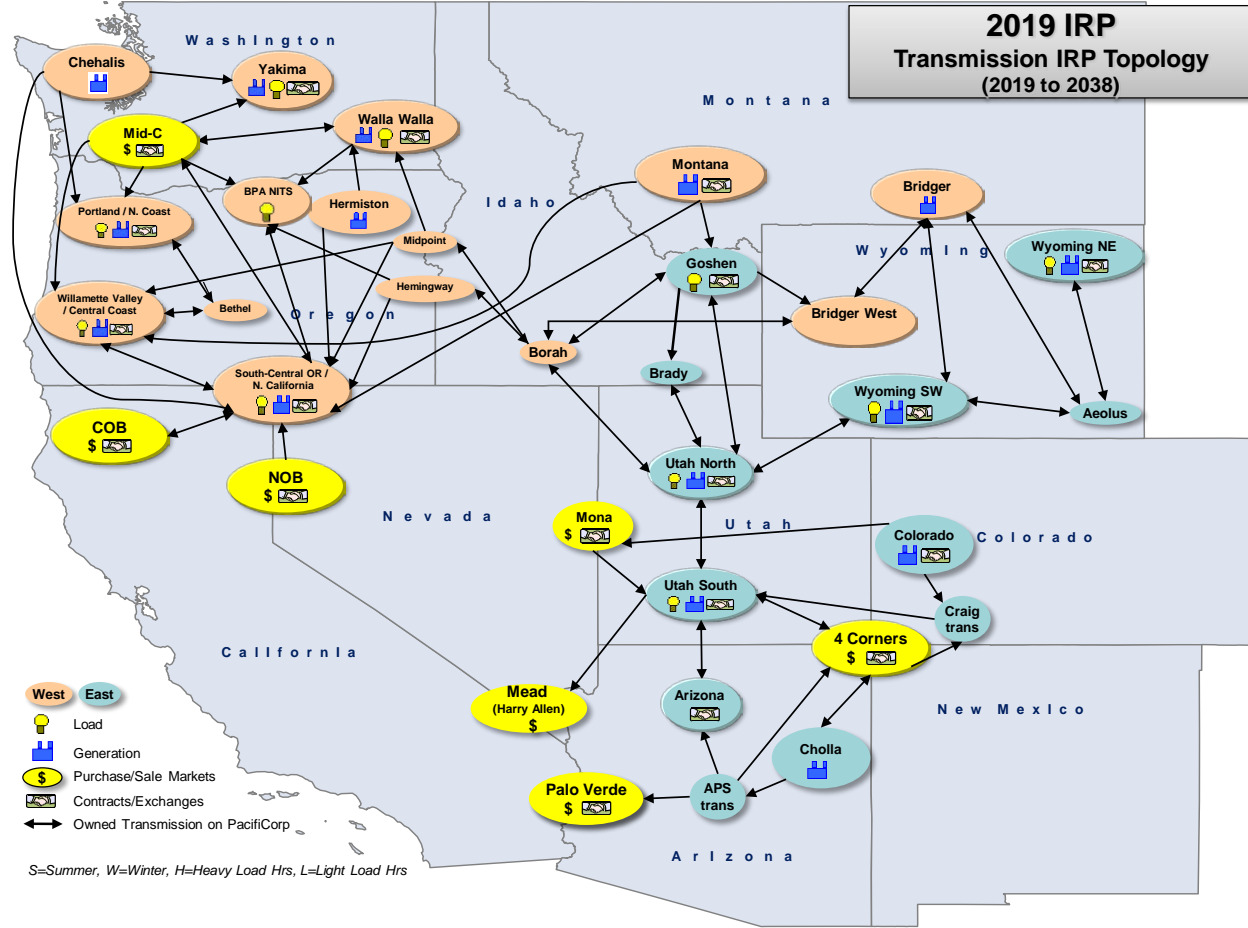 2019 IRP
Transmission IRP Topology
(2019 to 2038)
WashIngton
Chehalis
Yakima
Montana
Mid-C
$
Walla Walla
Montana
Bridger
BPA NITS
Hermiston
Idaho
Portland / N. Coast
Midpoint
WyomIng
Wyoming NE
Goshen
Hemingway
Willamette Valley
/ Central Coast
Bethel
Oregon
Bridger West
Borah
South-Central OR /
N. California
Brady
Wyoming SW
Aeolus
COB
$
Utah North
NOB
$
Mona
$
Nevada
Utah
Colorado
Colorado
Utah South
Craig
trans
4 Corners
$
CalIfornIa
West
East
Mead
(Harry Allen)
$
Arizona
New MexIco
Load
Generation
Cholla
$
Purchase/Sale Markets
Palo Verde
$
APS
trans
Contracts/Exchanges
Owned Transmission on PacifiCorp
ArIzona
S=Summer, W=Winter, H=Heavy Load Hrs, L=Light Load Hrs